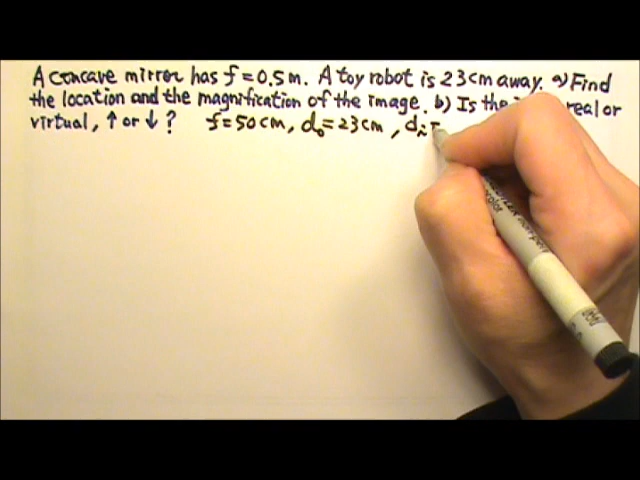 A concave mirror has f = 0.5 m. A toy robot is 23 cm away. a) Find
the location and the magnification of the image. b) Is the real or
virtual, ↑ or ↓ ? f = 50 cm, do = 23 cm, di